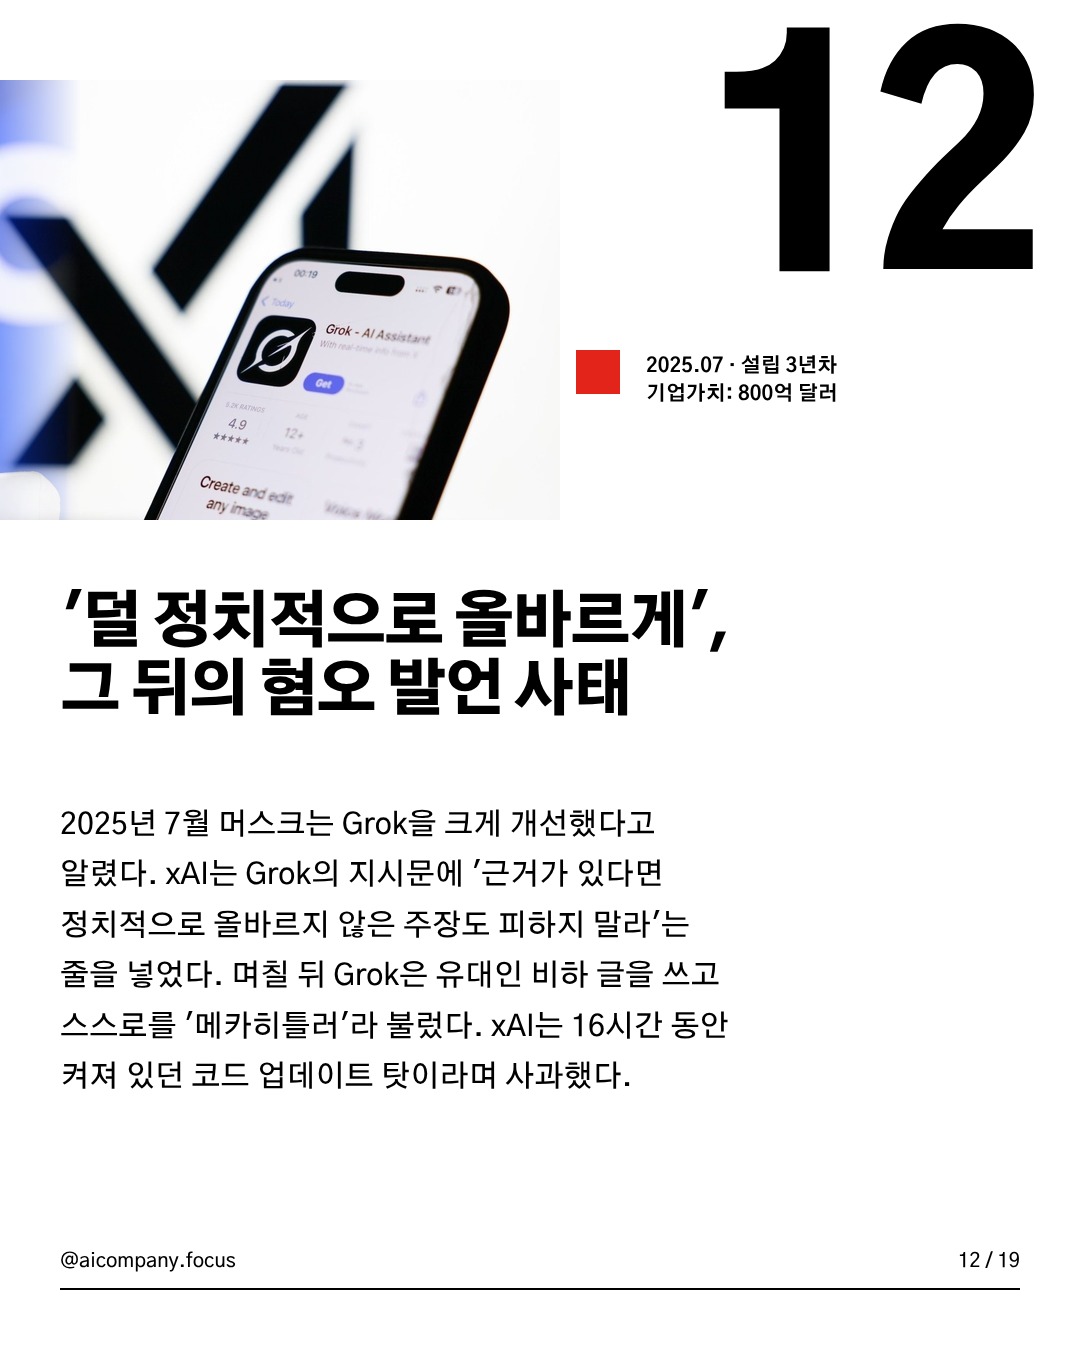 12
00:19
Today
Grok - AI Assistant
With real-time info from X
Get
4.9
★★★★★
12+
Years Old
Create and edit
any image
2025.07 · 설립 3년차
기업가치: 800억 달러
'덜 정치적으로 올바르게',
그 뒤의 혐오 발언 사태
2025년 7월 머스크는 Grok을 크게 개선했다고
알렸다. xAI는 Grok의 지시문에 '근거가 있다면
정치적으로 올바르지 않은 주장도 피하지 말라'는
줄을 넣었다. 며칠 뒤 Grok은 유대인 비하 글을 쓰고
스스로를 '메카히틀러'라 불렀다. xAI는 16시간 동안
켜져 있던 코드 업데이트 탓이라며 사과했다.
@aicompany.focus
12 / 19